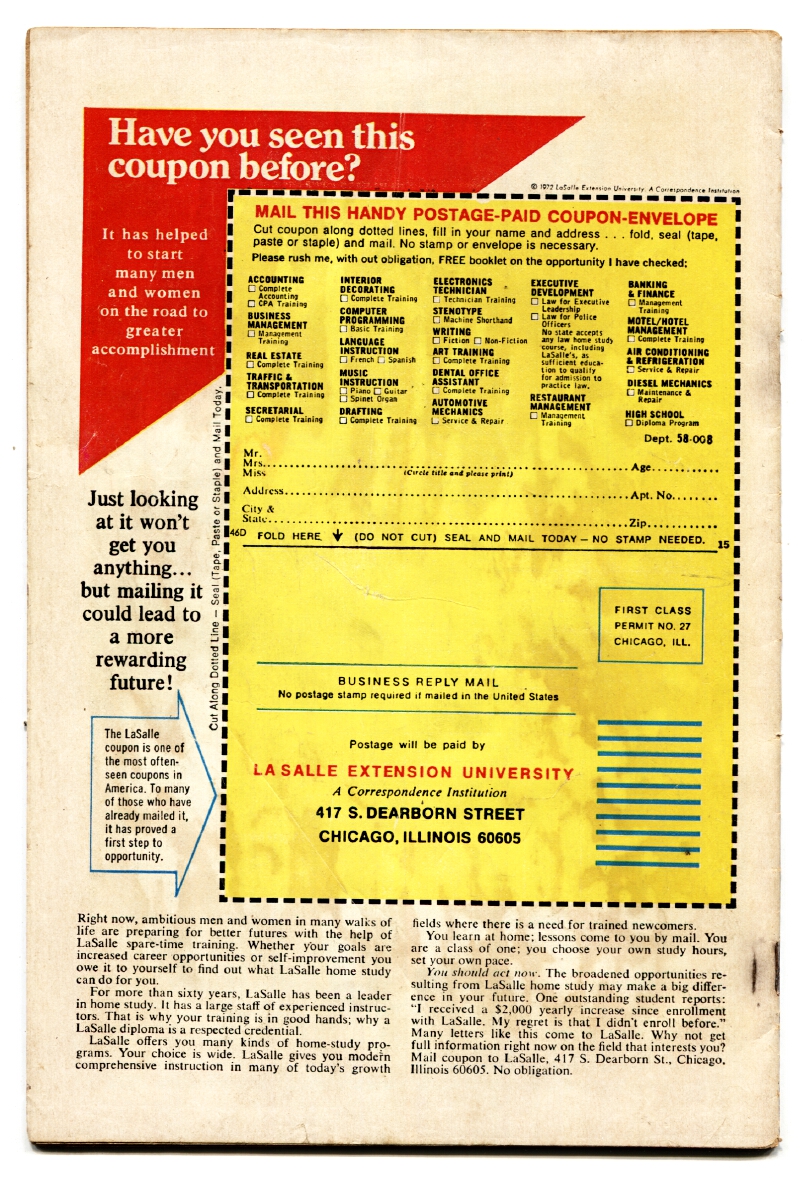 Have you seen this
coupon before?
© 1972 LaSalle Extension University, A Correspondence Institution
It has helped
to start
many men
and women
on the road to
greater
accomplishment
MAIL THIS HANDY POSTAGE-PAID COUPON-ENVELOPE
Cut coupon along dotted lines, fill in your name and address . . . fold, seal (tape,
paste or staple) and mail. No stamp or envelope is necessary.
Please rush me, with out obligation, FREE booklet on the opportunity I have checked;
ACCOUNTING
☐ Complete
Accounting
☐ CPA Training
BUSINESS
MANAGEMENT
☐ Management
Training
REAL ESTATE
☐ Complete Training
TRAFFIC &
TRANSPORTATION
☐ Complete Training
SECRETARIAL
☐ Complete Training
INTERIOR
DECORATING
☐ Complete Training
COMPUTER
PROGRAMMING
☐ Basic Training
LANGUAGE
INSTRUCTION
☐ French ☐ Spanish
MUSIC
INSTRUCTION
☐ Piano ☐ Guitar
☐ Spinet Organ
DRAFTING
☐ Complete Training
ELECTRONICS
TECHNICIAN
☐ Technician Training
STENOTYPE
☐ Machine Shorthand
WRITING
☐ Fiction ☐ Non-Fiction
ART TRAINING
☐ Complete Training
DENTAL OFFICE
ASSISTANT
☐ Complete Training
AUTOMOTIVE
MECHANICS
☐ Service & Repair
EXECUTIVE
DEVELOPMENT
☐ Law for Executive
Leadership
☐ Law for Police
Officers
No state accepts
any law home study
course, including
LaSalle's, as
sufficient educa-
tion to qualify
for admission to
practice law.
RESTAURANT
MANAGEMENT
☐ Management
Training
BANKING
& FINANCE
☐ Management
Training
MOTEL/HOTEL
MANAGEMENT
☐ Complete Training
AIR CONDITIONING
& REFRIGERATION
☐ Service & Repair
DIESEL MECHANICS
☐ Maintenance &
Repair
HIGH SCHOOL
☐ Diploma Program
Dept. 58-008
Mr.
Mrs. Age
Miss (Circle title and please print)
Address Apt. No.
City &
State Zip
46D FOLD HERE (DO NOT CUT) SEAL AND MAIL TODAY — NO STAMP NEEDED. 15
Cut Along Dotted Line — Seal (Tape, Paste or Staple) and Mail Today.
Just looking
at it won't
get you
anything...
but mailing it
could lead to
a more
rewarding
future!
FIRST CLASS
PERMIT NO. 27
CHICAGO, ILL.
BUSINESS REPLY MAIL
No postage stamp required if mailed in the United States
The LaSalle
coupon is one of
the most often-
seen coupons in
America. To many
of those who have
already mailed it,
it has proved a
first step to
opportunity.
Postage will be paid by
LA SALLE EXTENSION UNIVERSITY
A Correspondence Institution
417 S. DEARBORN STREET
CHICAGO, ILLINOIS 60605
Right now, ambitious men and women in many walks of
life are preparing for better futures with the help of
LaSalle spare-time training. Whether your goals are
increased career opportunities or self-improvement you
owe it to yourself to find out what LaSalle home study
can do for you.
For more than sixty years, LaSalle has been a leader
in home study. It has a large staff of experienced instruc-
tors. That is why your training is in good hands; why a
LaSalle diploma is a respected credential.
LaSalle offers you many kinds of home-study pro-
grams. Your choice is wide. LaSalle gives you modern
comprehensive instruction in many of today's growth
fields where there is a need for trained newcomers.
You learn at home; lessons come to you by mail. You
are a class of one; you choose your own study hours,
set your own pace.
You should act now. The broadened opportunities re-
sulting from LaSalle home study may make a big differ-
ence in your future. One outstanding student reports:
"I received a $2,000 yearly increase since enrollment
with LaSalle. My regret is that I didn't enroll before."
Many letters like this come to LaSalle. Why not get
full information right now on the field that interests you?
Mail coupon to LaSalle, 417 S. Dearborn St., Chicago,
Illinois 60605. No obligation.